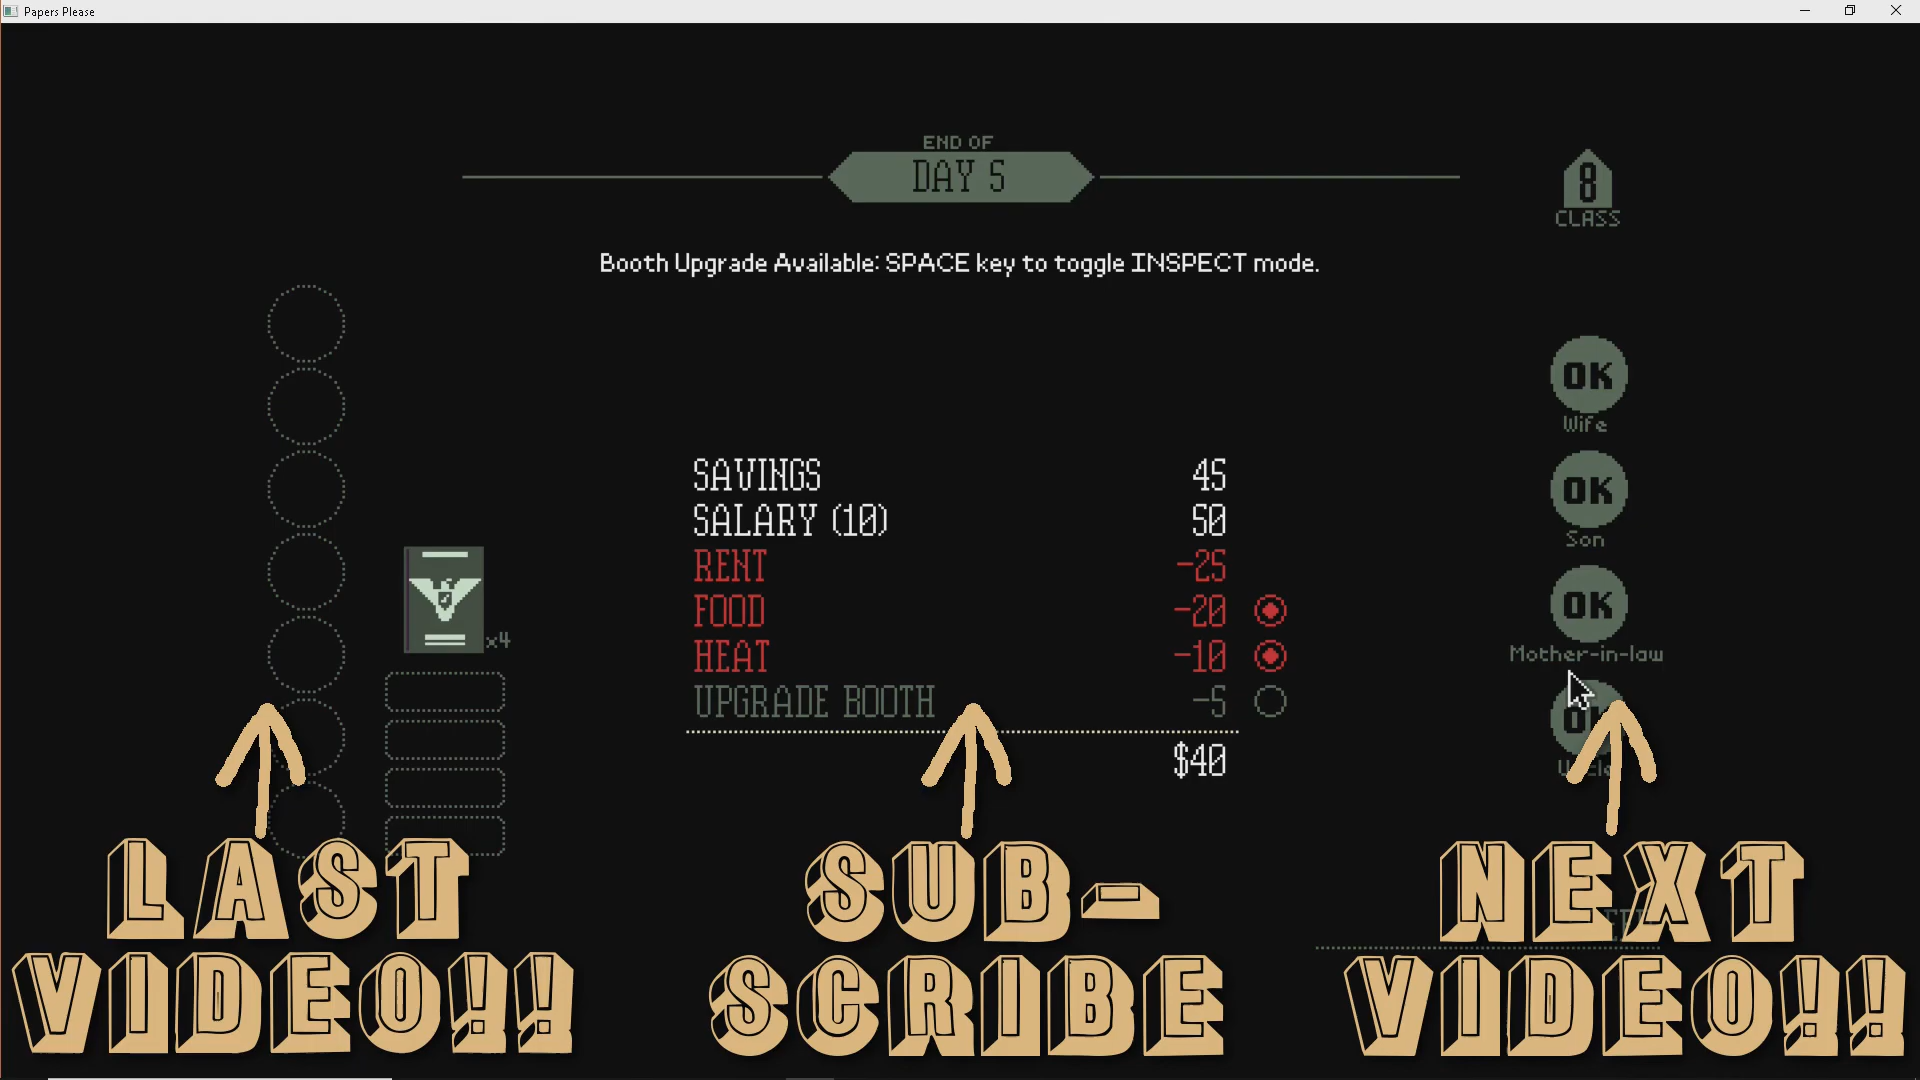 Papers Please
END OF
DAY 5
8
CLASS
Booth Upgrade Available: SPACE key to toggle INSPECT mode.
OK
Wife
OK
Son
OK
Mother-in-law
SAVINGS 45
SALARY (10) 50
RENT -25
FOOD -20
HEAT -10
UPGRADE BOOTH -5
$40
x4
LAST
VIDEO!!
SUB-
SCRIBE
NEXT
VIDEO!!